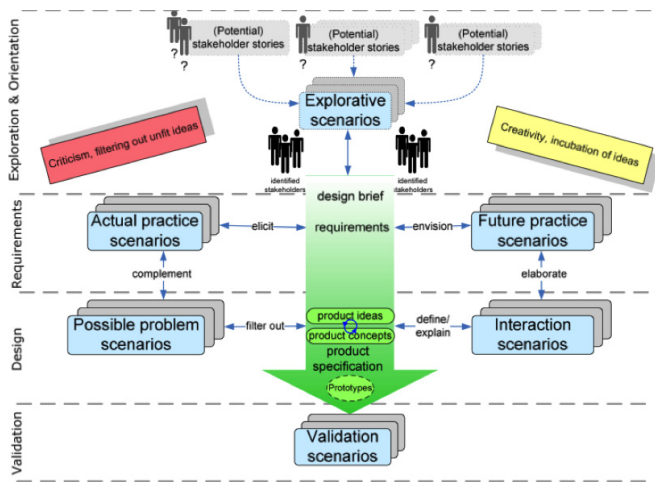 Exploration & Orientation
(Potential)
stakeholder stories
(Potential)
stakeholder stories
(Potential)
stakeholder stories
?
?
?
?
Explorative
scenarios
Criticism, filtering out unfit ideas
Creativity, incubation of ideas
identified
stakeholders
identified
stakeholders
Requirements
design brief
Actual practice
scenarios
elicit
requirements
envision
Future practice
scenarios
complement
elaborate
Design
Possible problem
scenarios
filter out
product ideas
product concepts
define/
explain
Interaction
scenarios
product
specification
Prototypes
Validation
Validation
scenarios